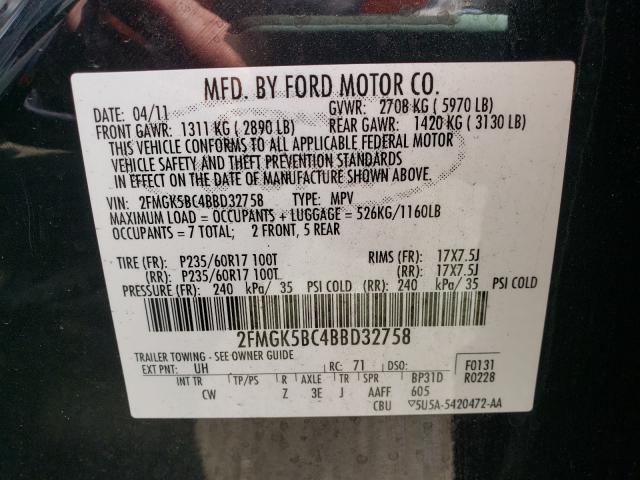 MFD. BY FORD MOTOR CO.
DATE: 04/11 GVWR: 2708 KG ( 5970 LB)
FRONT GAWR: 1311 KG ( 2890 LB) REAR GAWR: 1420 KG ( 3130 LB)
THIS VEHICLE CONFORMS TO ALL APPLICABLE FEDERAL MOTOR
VEHICLE SAFETY AND THEFT PREVENTION STANDARDS
IN EFFECT ON THE DATE OF MANUFACTURE SHOWN ABOVE.
VIN: 2FMGK5BC4BBD32758 TYPE: MPV
MAXIMUM LOAD = OCCUPANTS + LUGGAGE = 526KG/1160LB
OCCUPANTS = 7 TOTAL; 2 FRONT, 5 REAR
TIRE (FR): P235/60R17 100T RIMS (FR): 17X7.5J
(RR): P235/60R17 100T (RR): 17X7.5J
PRESSURE (FR): 240 kPa/ 35 PSI COLD (RR): 240 kPa/ 35 PSI COLD
2FMGK5BC4BBD32758
TRAILER TOWING - SEE OWNER GUIDE
EXT PNT: UH RC: 71 DSO: F0131
INT TR TP/PS R AXLE TR SPR BP31D R0228
CW Z 3E J AAFF 605
CBU ▽5U5A-5420472-AA